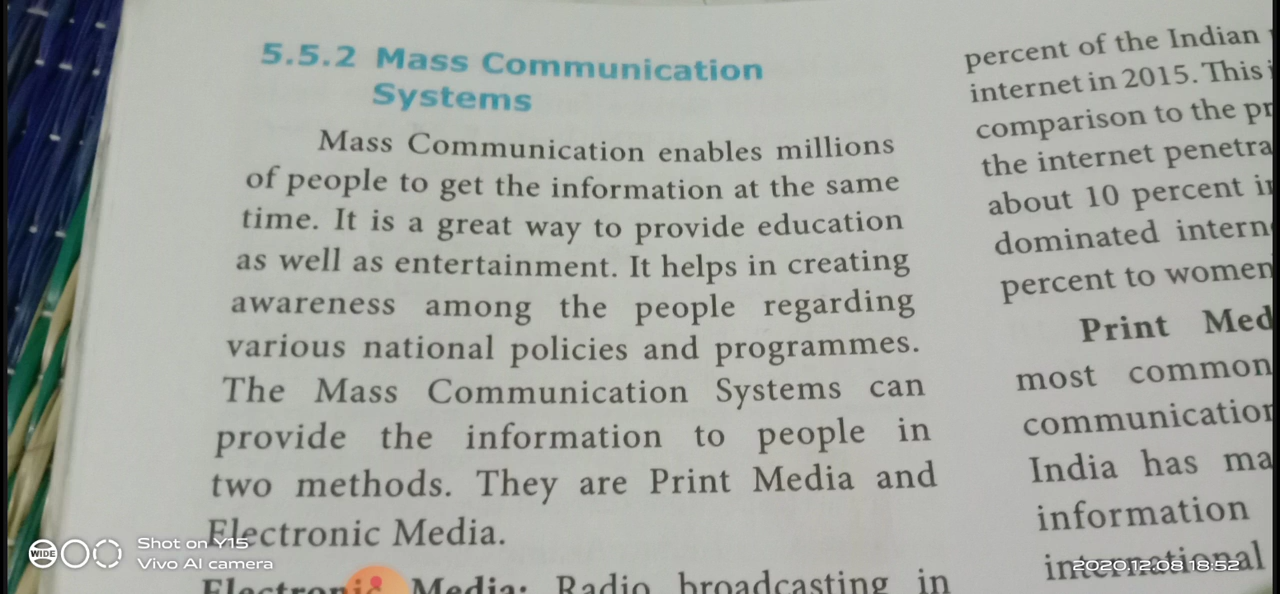 5.5.2 Mass Communication
Systems
Mass Communication enables millions
of people to get the information at the same
time. It is a great way to provide education
as well as entertainment. It helps in creating
awareness among the people regarding
various national policies and programmes.
The Mass Communication Systems can
provide the information to people in
two methods. They are Print Media and
Electronic Media.
Electronic Media: Radio broadcasting in
percent of the Indian
internet in 2015. This
comparison to the
the internet
about 10 percent
dominated
percent to women
Print
most common
communication
India has
information
international
WIDE
Shot on Y15
Vivo AI camera
2020.12.08 18:52